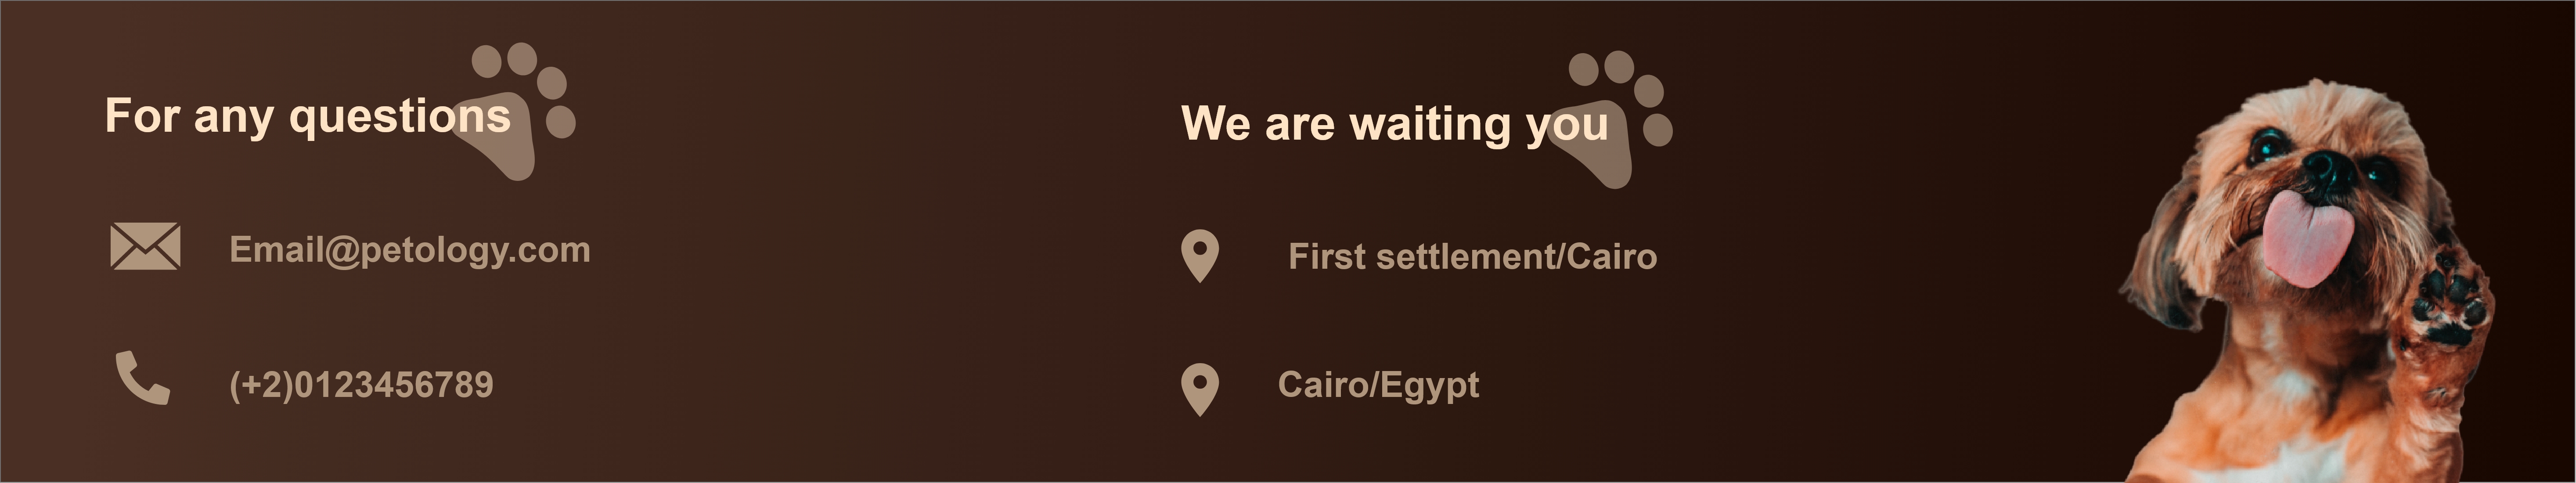 For any questions
Email@petology.com
(+2)0123456789
We are waiting you
First settlement/Cairo
Cairo/Egypt